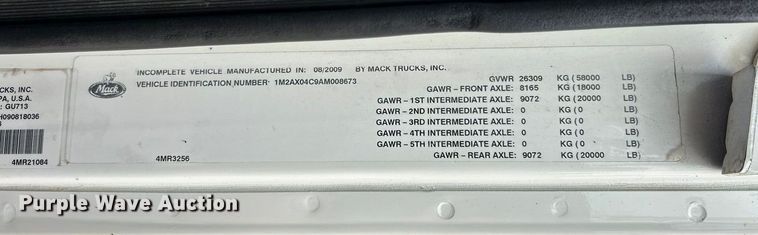 INCOMPLETE VEHICLE MANUFACTURED IN: 08/2009 BY MACK TRUCKS, INC.
VEHICLE IDENTIFICATION NUMBER: 1M2AX04C9AM008673
Mack
GVWR 26309 KG (58000 LB)
GAWR - FRONT AXLE: 8165 KG (18000 LB)
GAWR - 1ST INTERMEDIATE AXLE: 9072 KG (20000 LB)
GAWR - 2ND INTERMEDIATE AXLE: 0 KG (0 LB)
GAWR - 3RD INTERMEDIATE AXLE: 0 KG (0 LB)
GAWR - 4TH INTERMEDIATE AXLE: 0 KG (0 LB)
GAWR - 5TH INTERMEDIATE AXLE: 0 KG (0 LB)
GAWR - REAR AXLE: 9072 KG (20000 LB)
4MR3256
TRUCKS, INC.
PA, U.S.A.
: GU713
H090818036
4MR21084
Purple Wave Auction